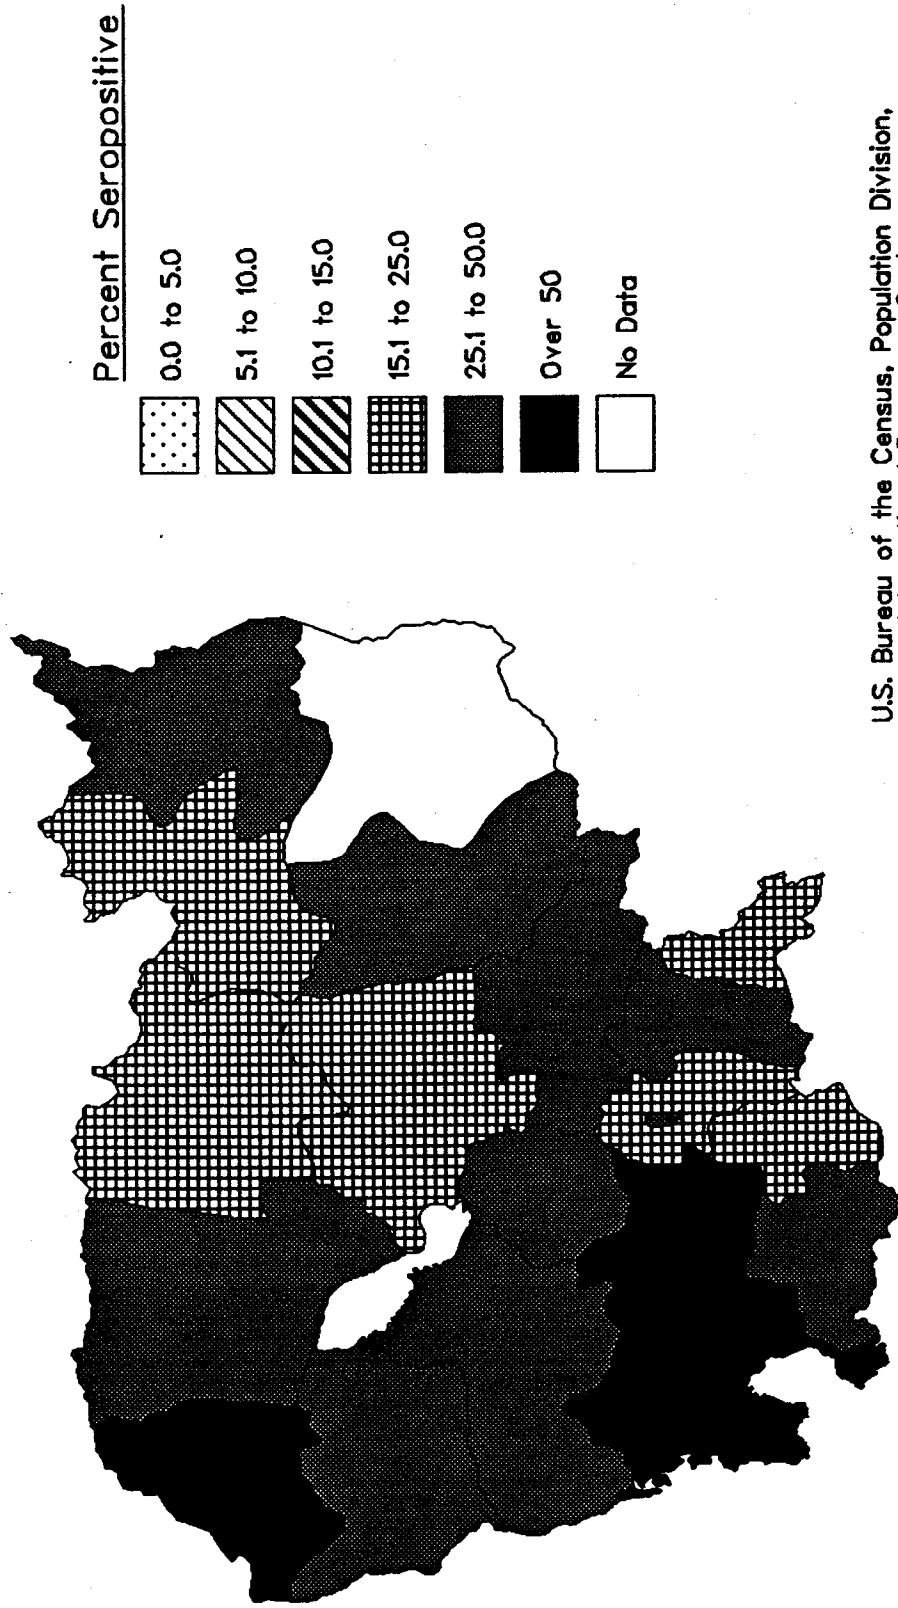 Percent Seropositive
0.0 to 5.0
5.1 to 10.0
10.1 to 15.0
15.1 to 25.0
25.1 to 50.0
Over 50
No Data
U.S. Bureau of the Census, Population Division,